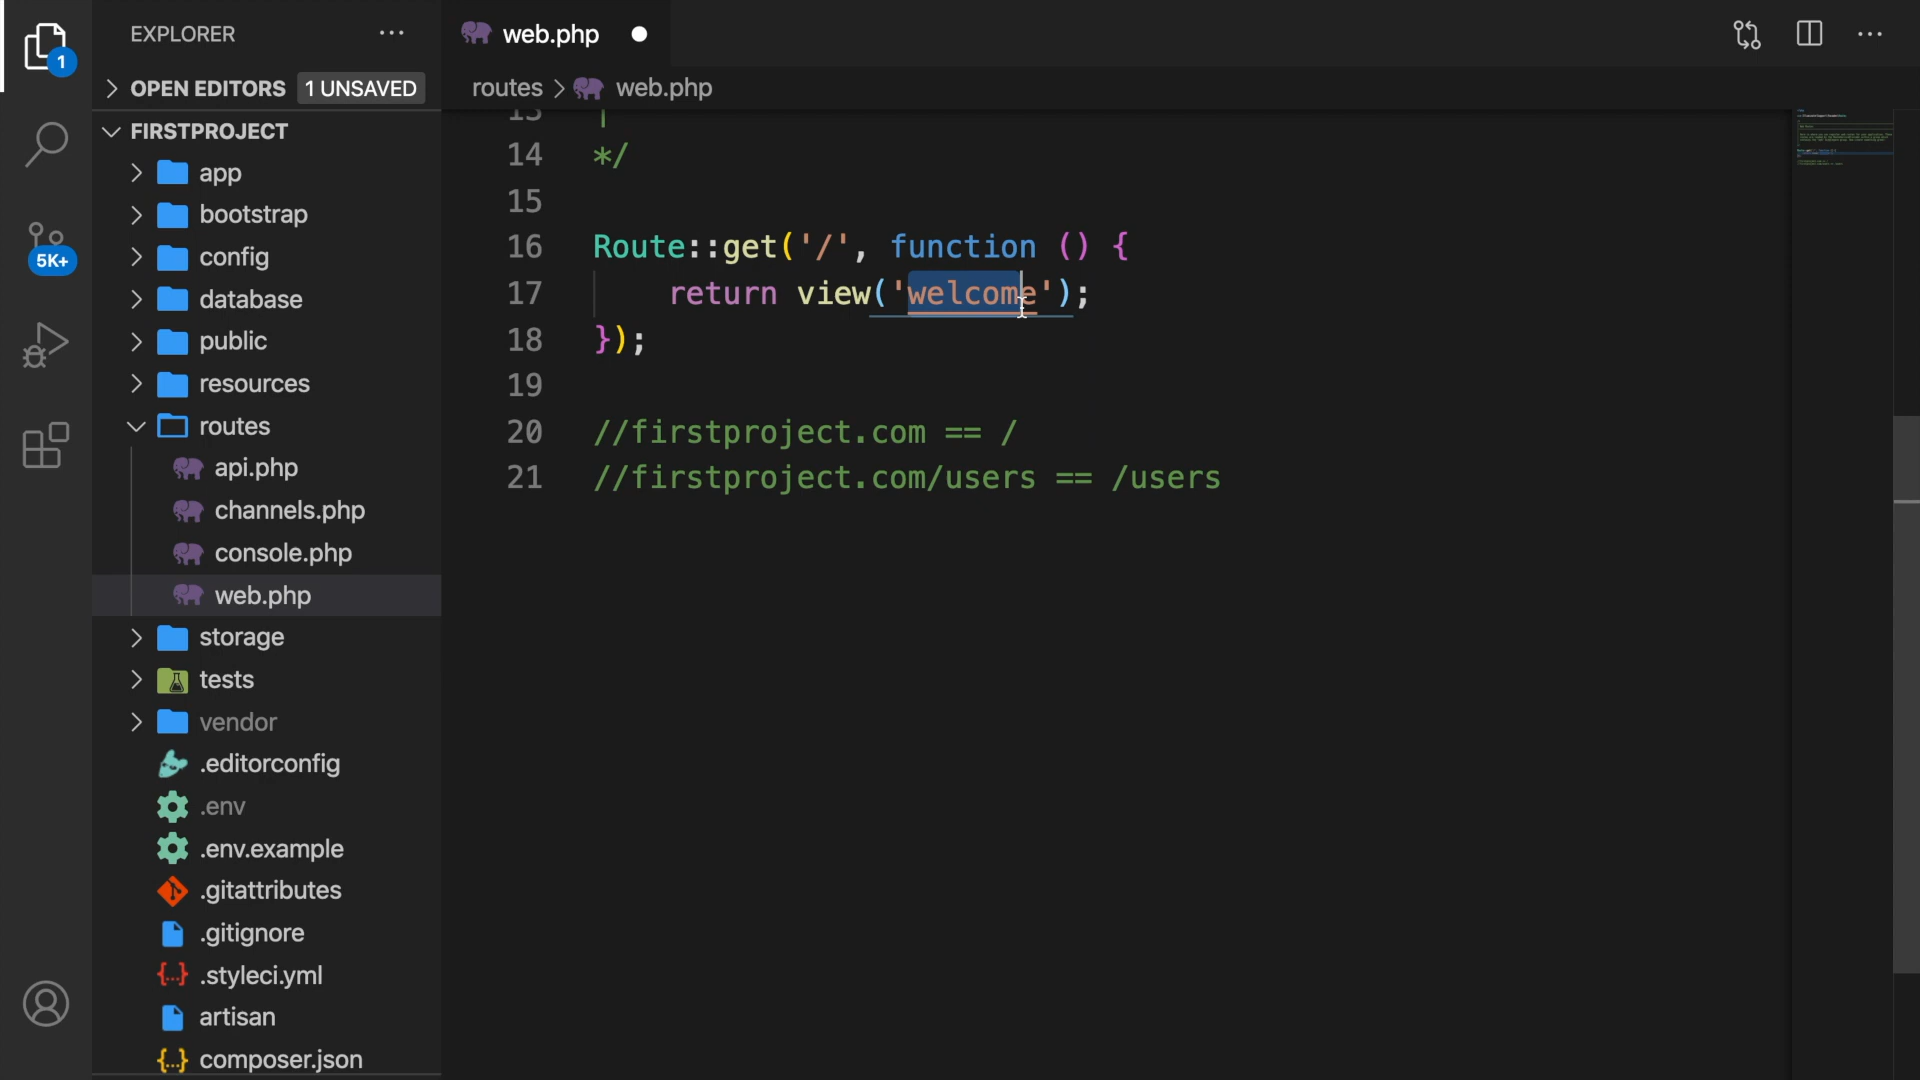 EXPLORER
1
OPEN EDITORS 1 UNSAVED
FIRSTPROJECT
app
bootstrap
5K+
config
database
public
resources
routes
api.php
channels.php
console.php
web.php
storage
tests
vendor
.editorconfig
.env
.env.example
.gitattributes
.gitignore
.styleci.yml
artisan
composer.json
web.php
routes > web.php
13 |
14 */
15
16 Route::get('/', function () {
17 return view('welcome');
18 });
19
20 //firstproject.com == /
21 //firstproject.com/users == /users